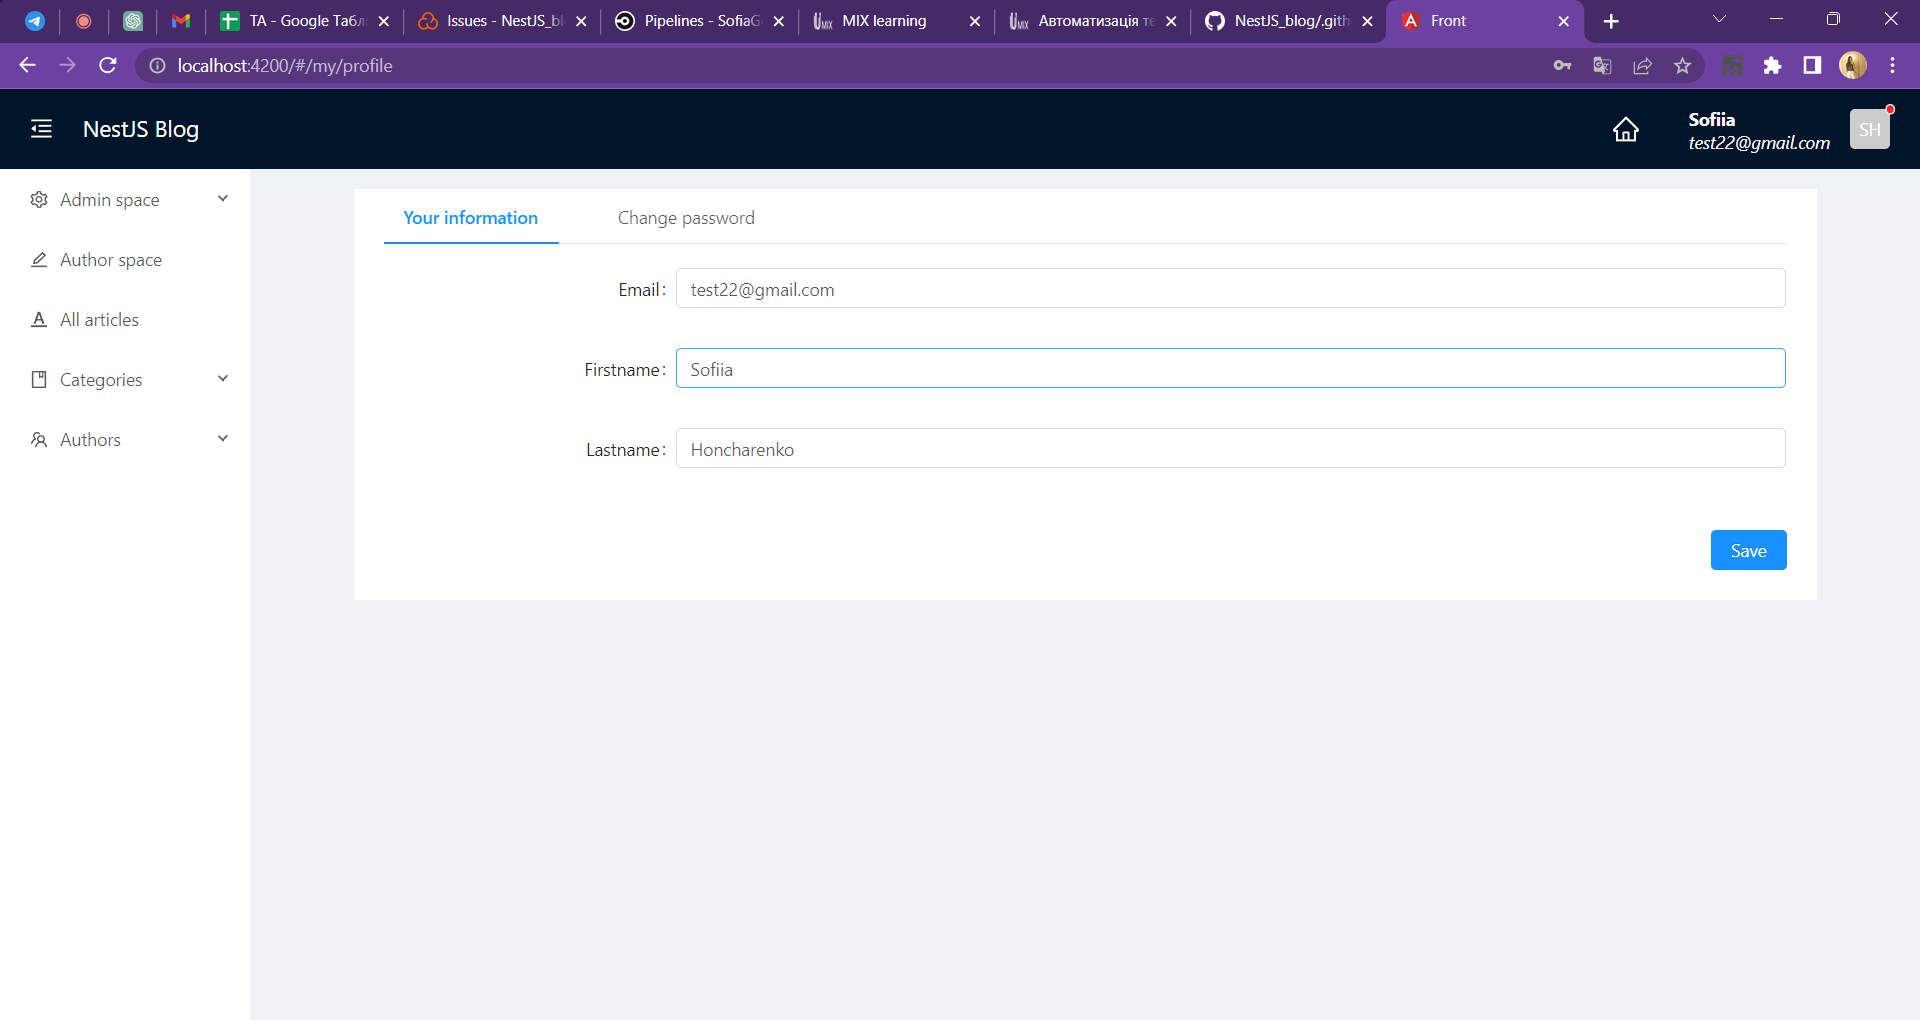 TA - Google Табл
Issues - NestJS_bl
Pipelines - SofiaG
MIX learning
Автоматизація те
NestJS_blog/.gith
Front
localhost:4200/#/my/profile
NestJS Blog
Sofiia
test22@gmail.com
SH
Admin space
Author space
All articles
Categories
Authors
Your information
Change password
Email:
test22@gmail.com
Firstname:
Sofiia
Lastname:
Honcharenko
Save